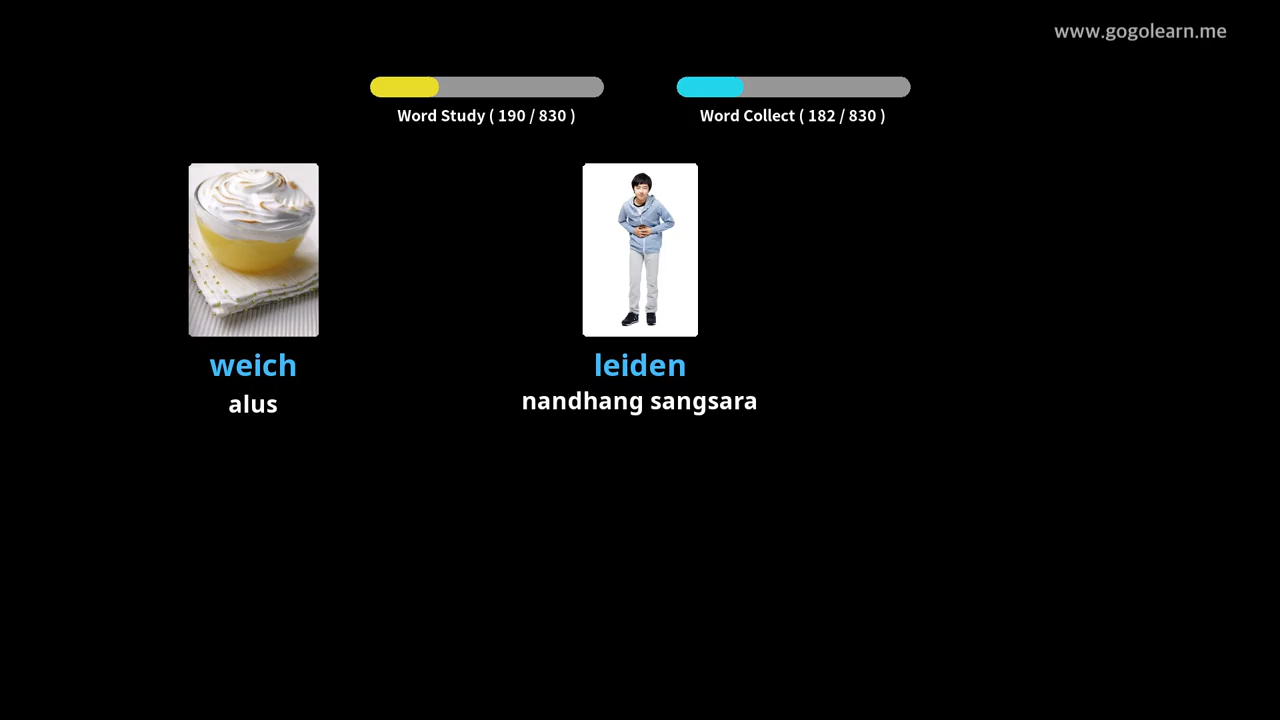 www.gogolearn.me
Word Study ( 190 / 830 )
Word Collect ( 182 / 830 )
weich
alus
leiden
nandhang sangsara